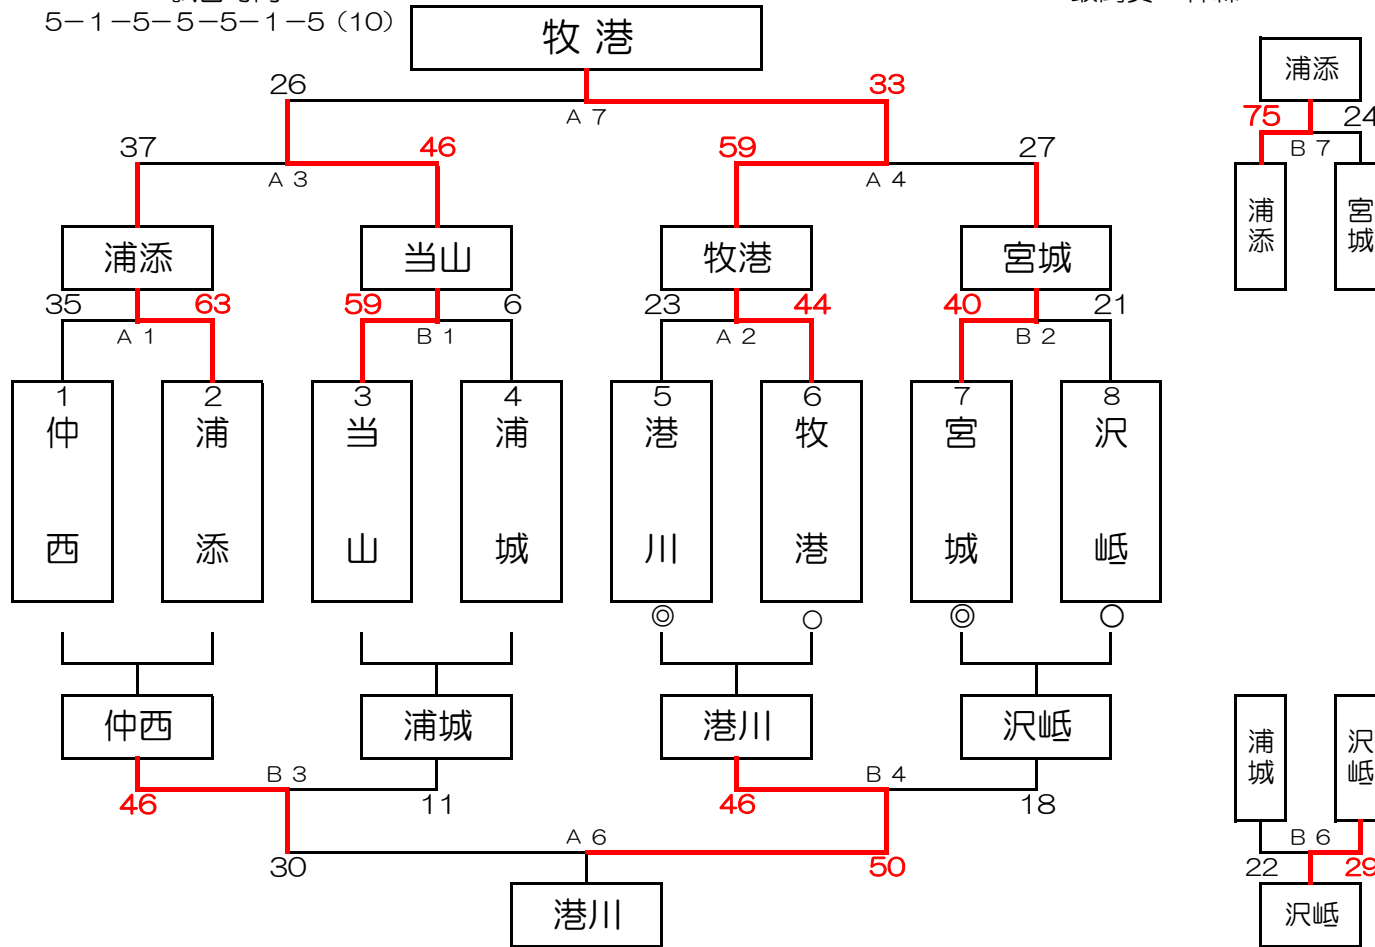 5－1－5－5－5－1－5（10）
牧 港
浦添
26
33
A 7
75
24
B 7
37
46
59
27
A 3
A 4
浦添
宮城
浦添
当山
牧港
宮城
35
63
59
6
23
44
40
21
A 1
B 1
A 2
B 2
1
2
3
4
5
6
7
8
仲西
浦添
当山
浦城
港川
牧港
宮城
沢岻
◎
○
◎
○
仲西
浦城
港川
沢岻
浦城
沢岻
B 3
B 4
46
11
46
18
A 6
B 6
30
50
22
29
港川
沢岻